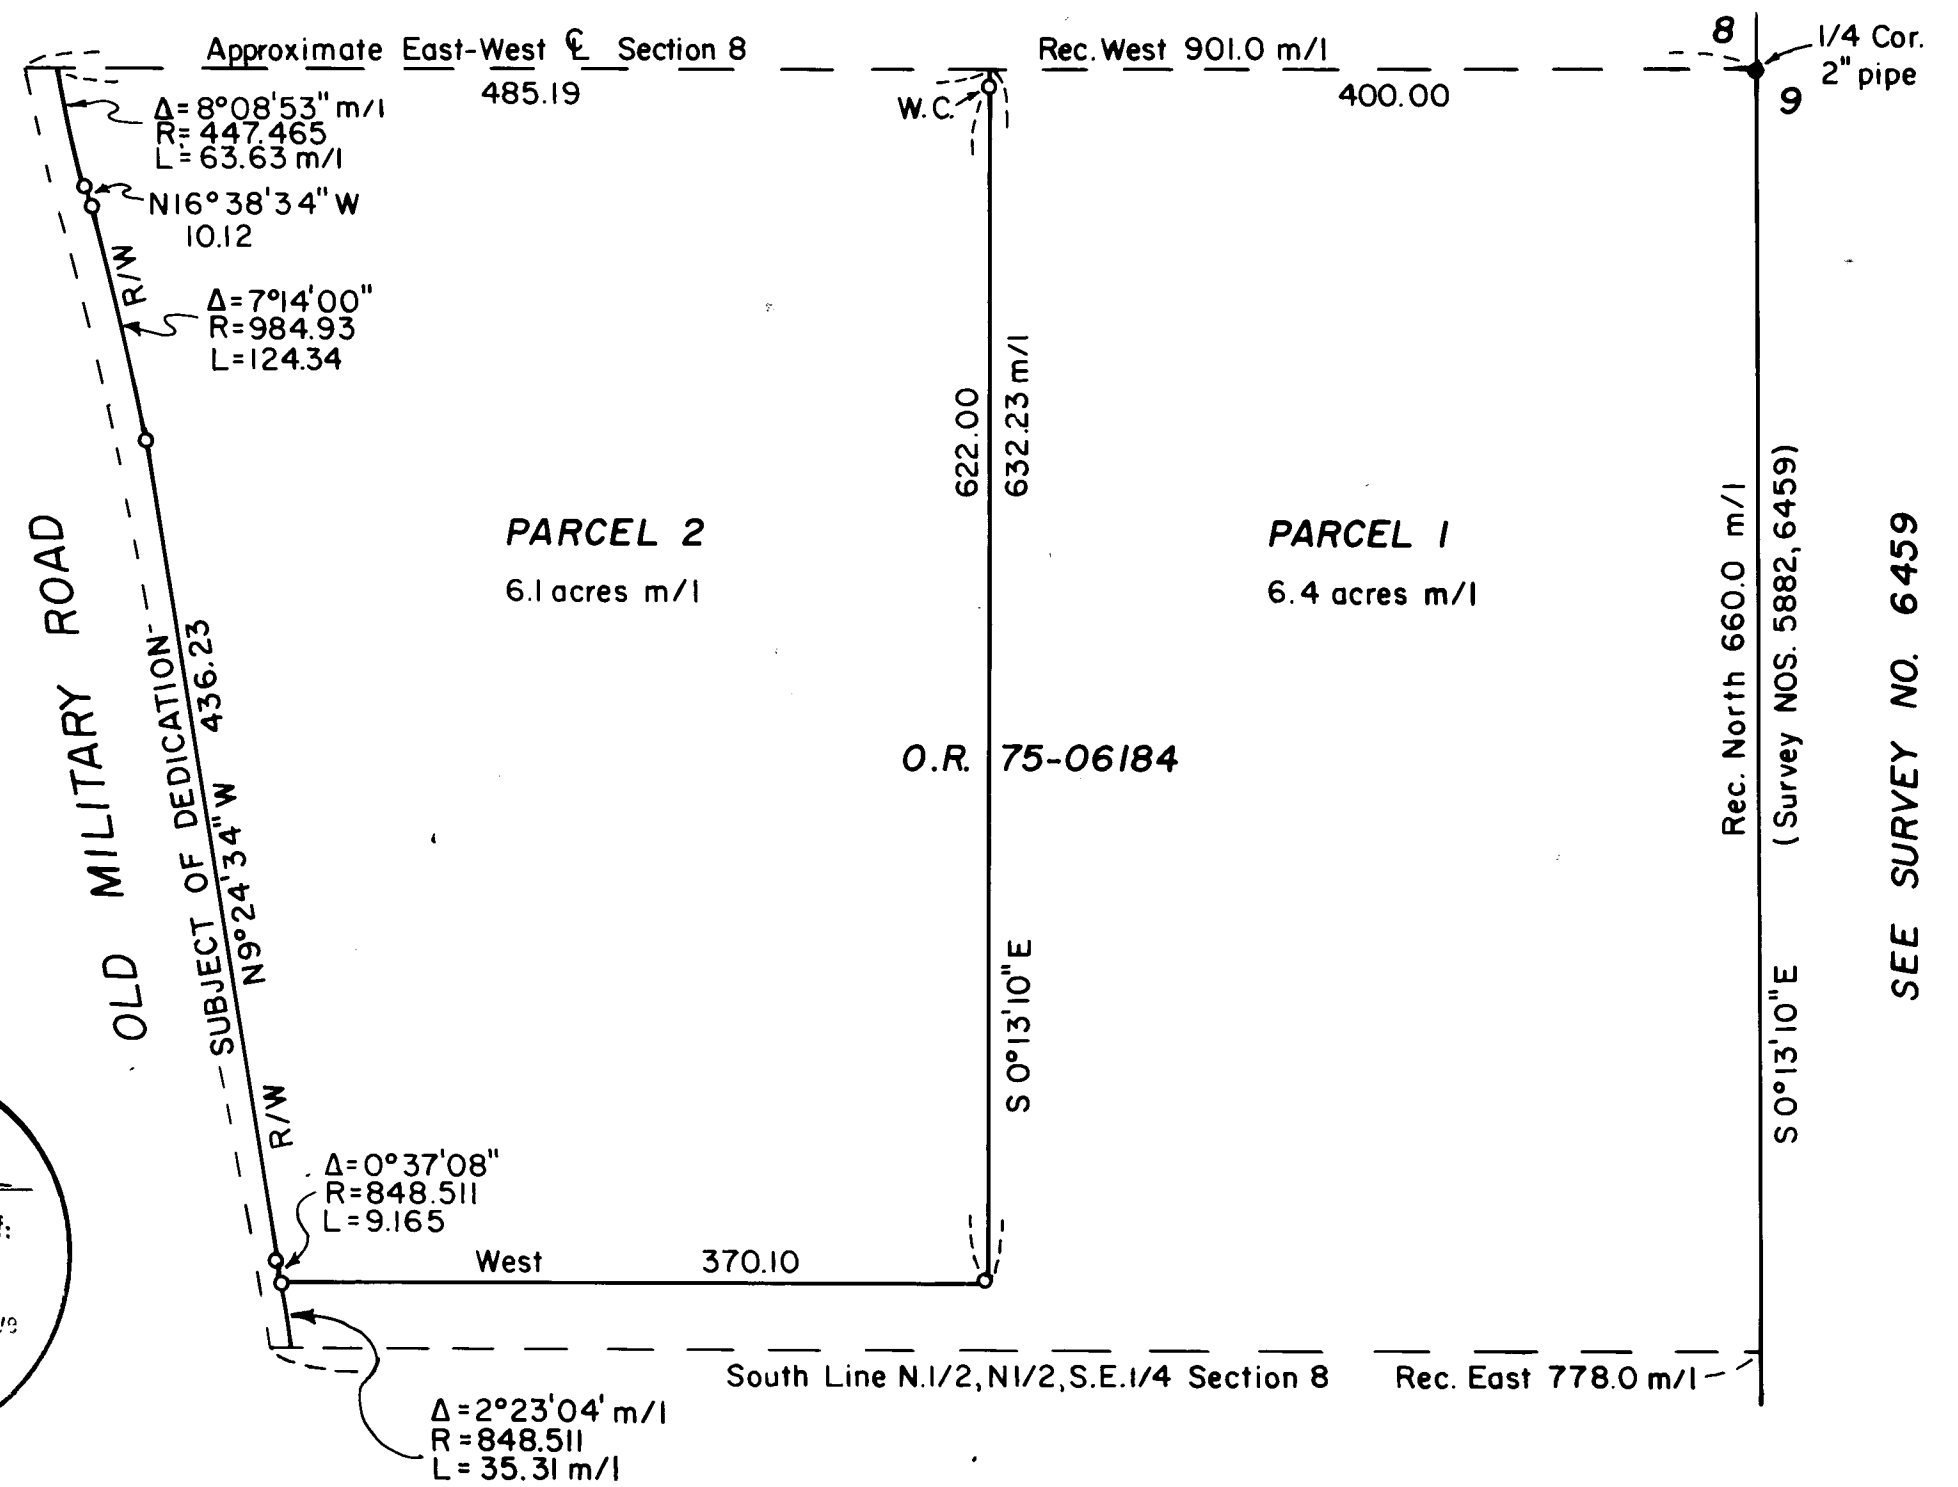 Approximate East-West ℄ Section 8
Rec. West 901.0 m/l
8
1/4 Cor.
2" pipe
9
485.19
400.00
W.C.
Δ=8°08'53" m/l
R=447.465
L=63.63 m/l
N16°38'34" W
10.12
R/W
Δ=7°14'00"
R=984.93
L=124.34
622.00
632.23 m/l
PARCEL 2
6.1 acres m/l
PARCEL 1
6.4 acres m/l
O.R. 75-06184
OLD MILITARY ROAD
SUBJECT OF DEDICATION
436.23
N9°24'34" W
R/W
S 0°13'10" E
Rec. North 660.0 m/l
(Survey NOS. 5882, 6459)
S 0°13'10" E
SEE SURVEY NO. 6459
Δ=0°37'08"
R=848.511
L=9.165
West 370.10
South Line N.1/2, N1/2, S.E.1/4 Section 8
Rec. East 778.0 m/l
Δ=2°23'04' m/l
R=848.511
L=35.31 m/l